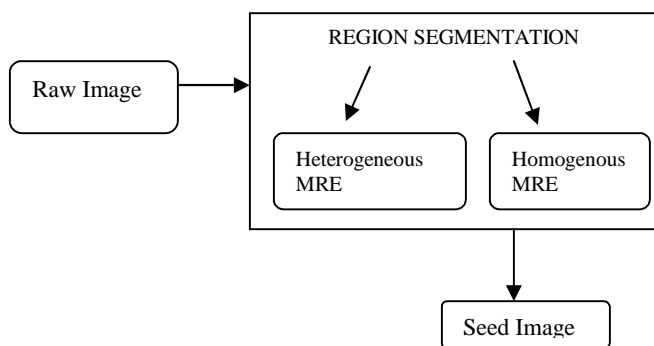 REGION SEGMENTATION
Raw Image
Heterogeneous
MRE
Homogenous
MRE
Seed Image